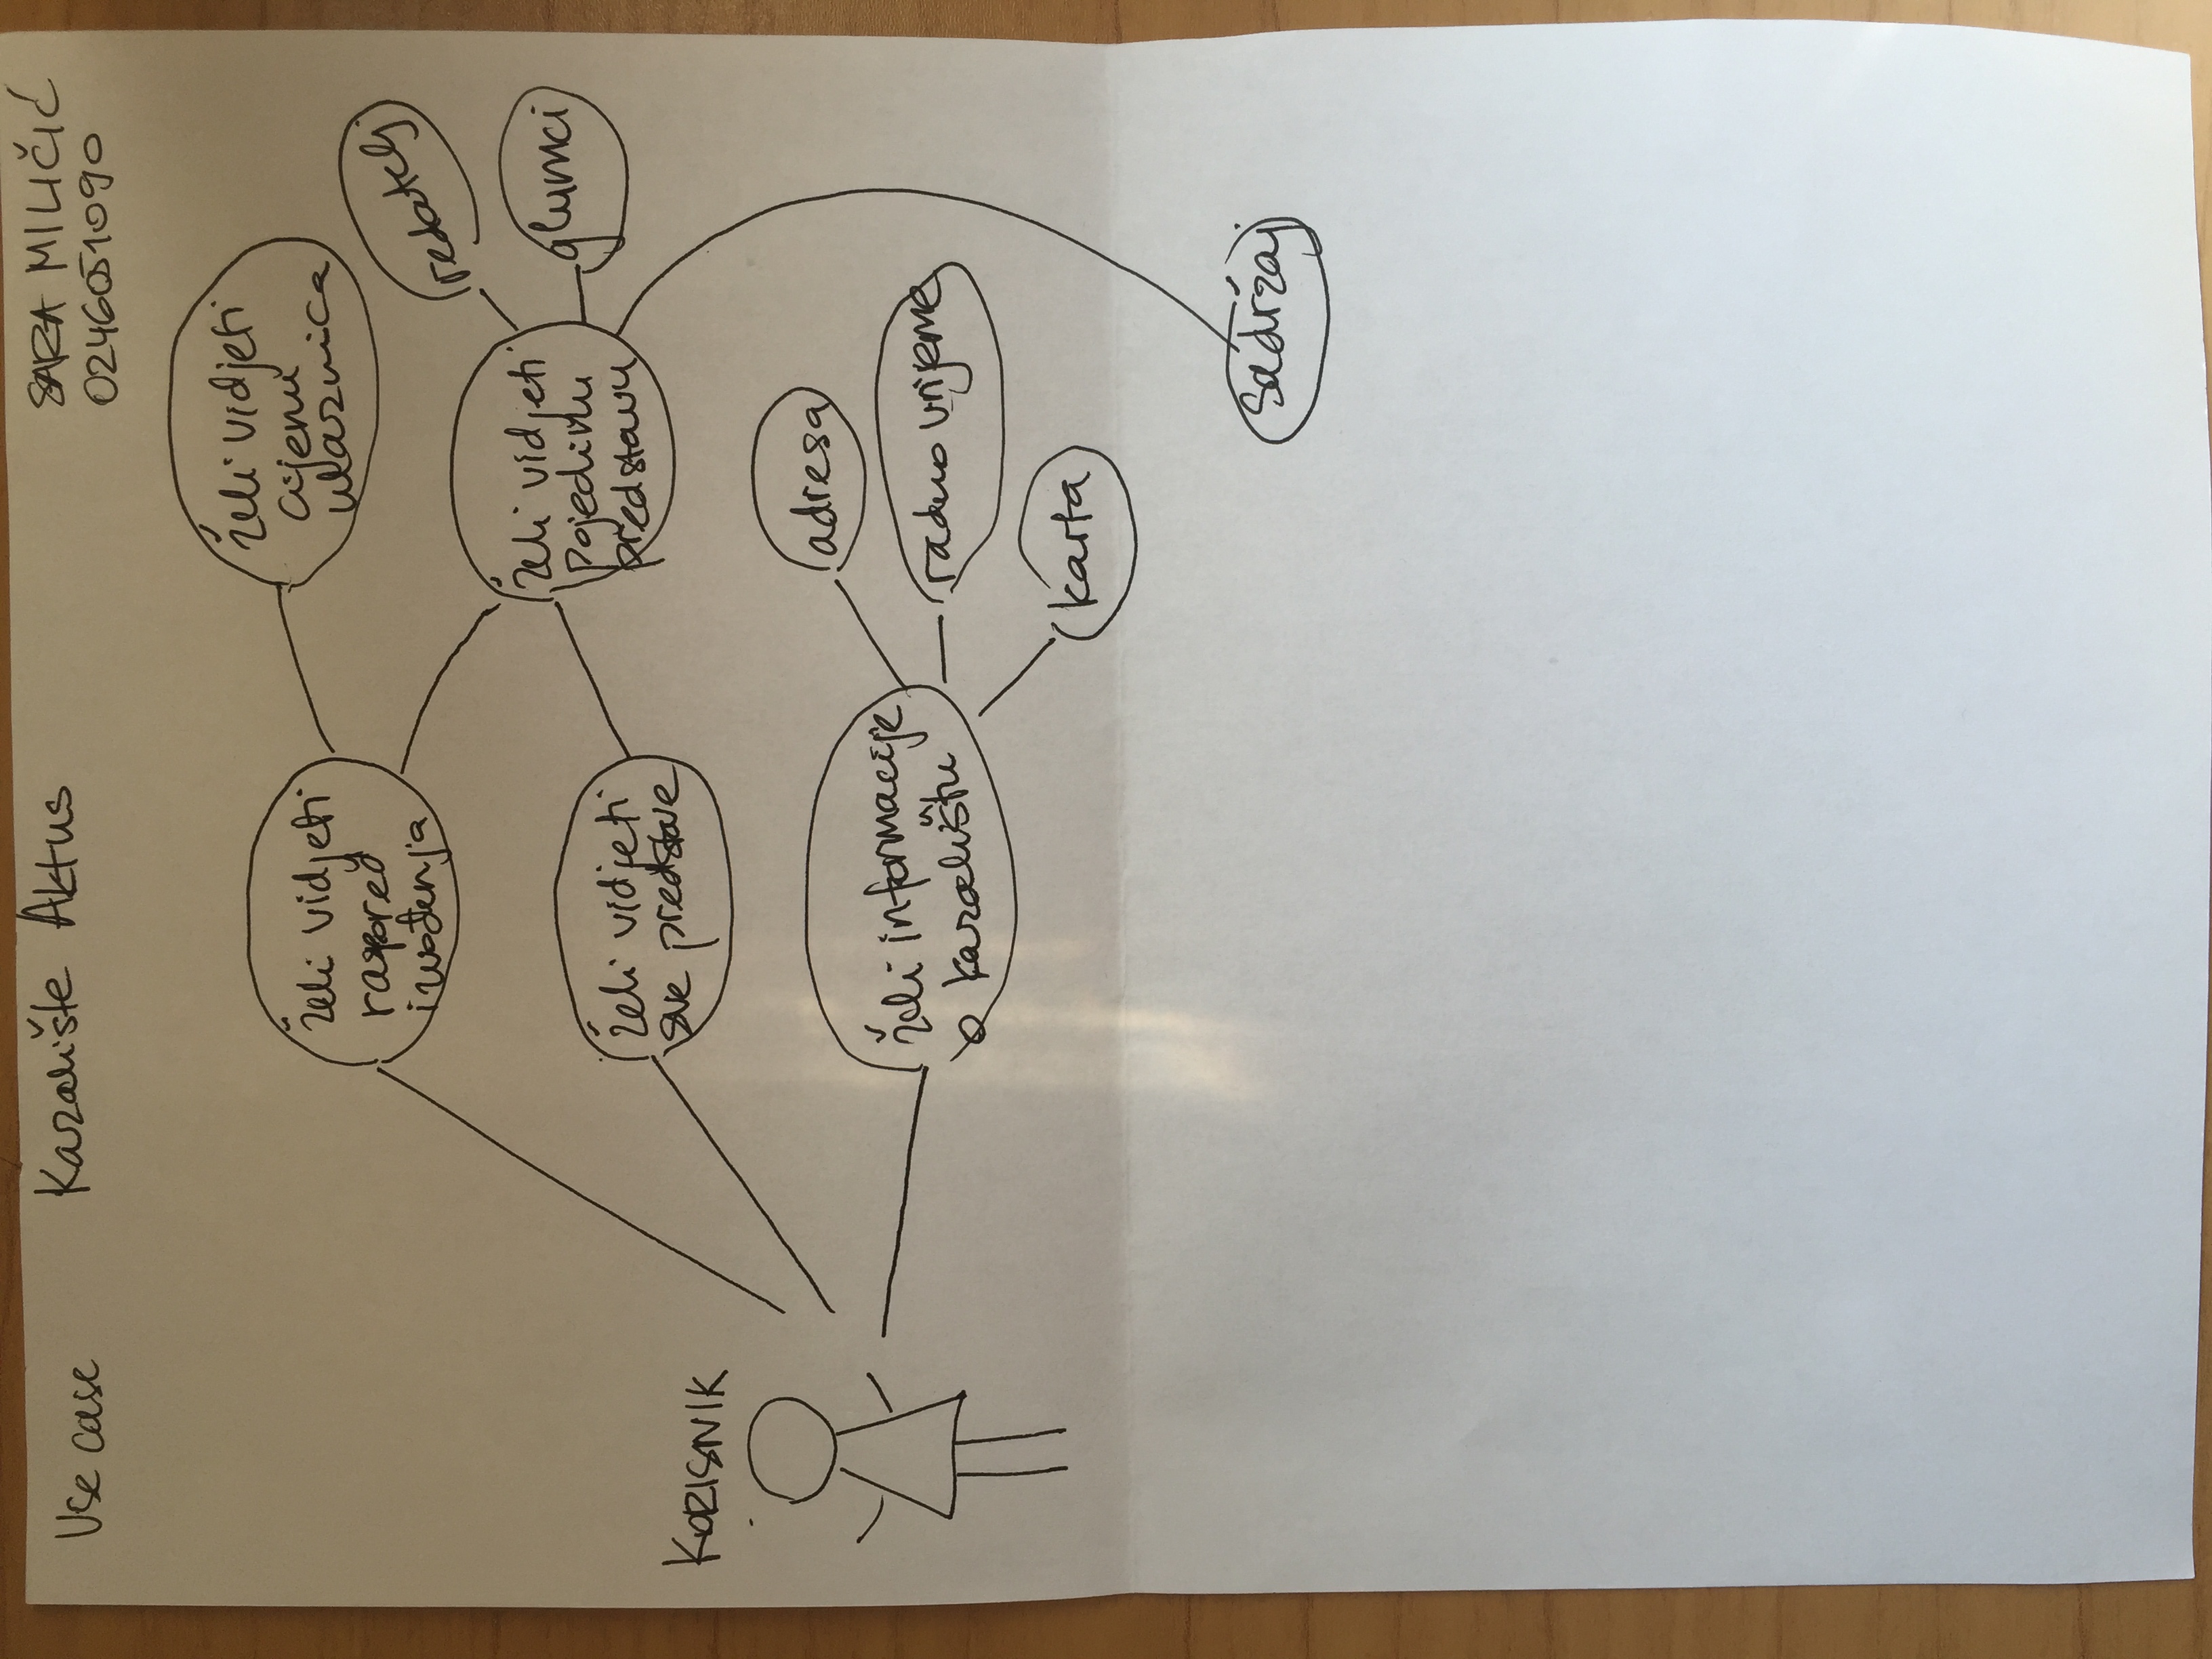 Use case
Kazalište Aktus
SARA MILIČIĆ
0246051090
KORISNIK
želi vidjeti
raspored
izvođenja
želi vidjeti
cijenu
ulaznica
želi vidjeti
sve predstave
želi vidjeti
pojedinu
predstavu
redatelj
glumci
želi informacije
o kazalištu
adresa
radno vrijeme
karta
sadržaj